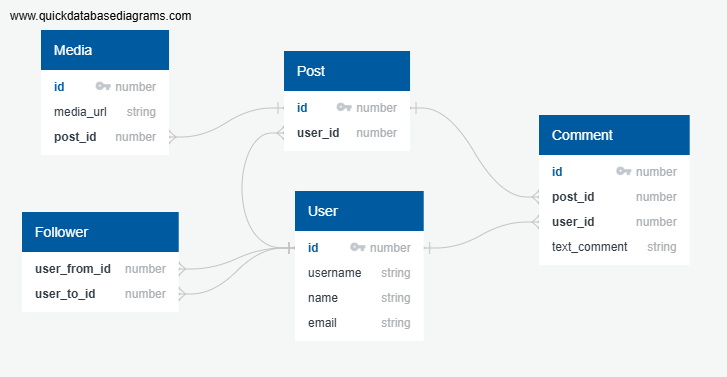 www.quickdatabasediagrams.com
Media
id number
media_url string
post_id number
Post
id number
user_id number
Comment
id number
post_id number
user_id number
text_comment string
Follower
user_from_id number
user_to_id number
User
id number
username string
name string
email string